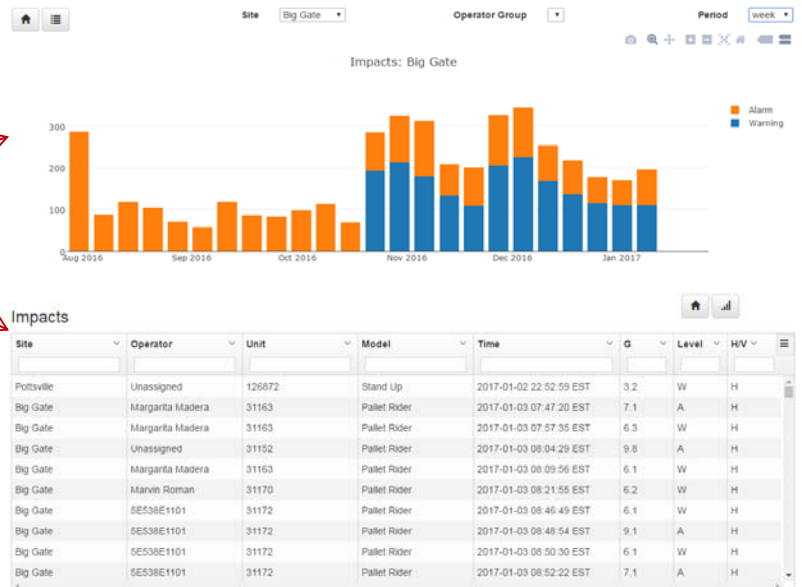 Site Big Gate Operator Group Period week
Impacts: Big Gate
Alarm
Warning
300
200
100
0
Aug 2016 Sep 2016 Oct 2016 Nov 2016 Dec 2016 Jan 2017
Impacts
Site Operator Unit Model Time G Level H/V
Pottsville Unassigned 126872 Stand Up 2017-01-02 22:52:59 EST 3.2 W H
Big Gate Margarita Madera 31163 Pallet Rider 2017-01-03 07:47:20 EST 7.1 A H
Big Gate Margarita Madera 31163 Pallet Rider 2017-01-03 07:57:35 EST 6.3 W H
Big Gate Unassigned 31152 Pallet Rider 2017-01-03 08:04:29 EST 9.8 A H
Big Gate Margarita Madera 31163 Pallet Rider 2017-01-03 08:09:56 EST 6.1 W H
Big Gate Marvin Roman 31170 Pallet Rider 2017-01-03 08:21:55 EST 6.2 W H
Big Gate 5E538E1101 31172 Pallet Rider 2017-01-03 08:46:49 EST 6.1 W H
Big Gate 5E538E1101 31172 Pallet Rider 2017-01-03 08:48:54 EST 9.1 A H
Big Gate 5E538E1101 31172 Pallet Rider 2017-01-03 08:50:30 EST 6.1 W H
Big Gate 5E538E1101 31172 Pallet Rider 2017-01-03 08:52:22 EST 7.1 A H